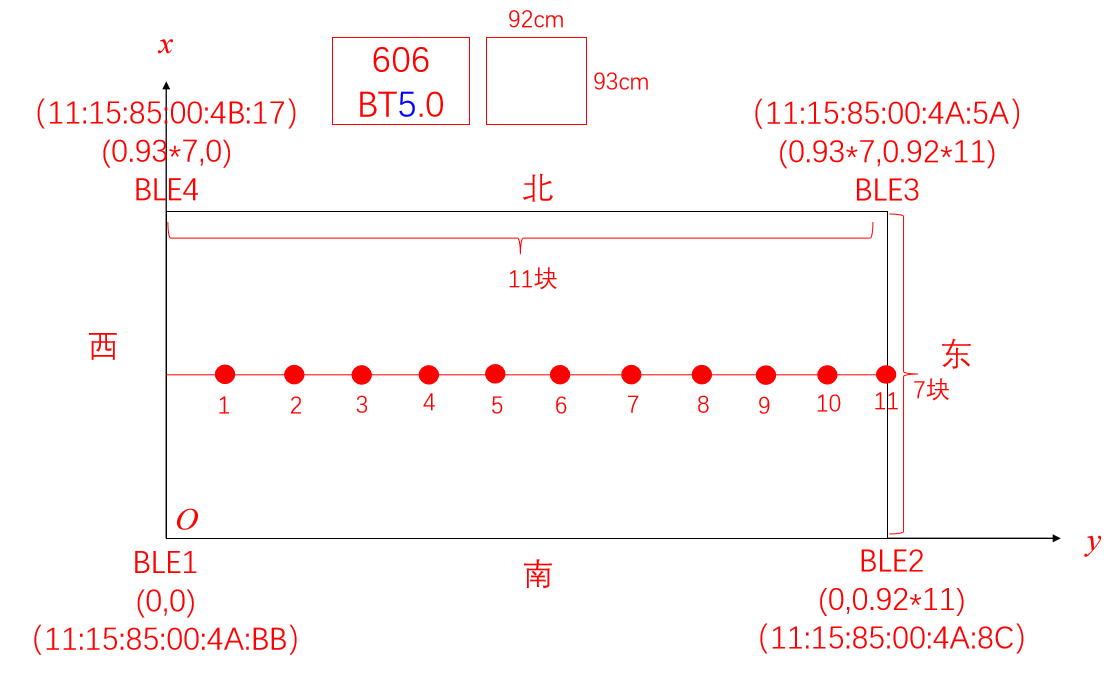 92cm
x
606
BT5.0
93cm
(11:15:85:00:4B:17)
(0.93*7,0)
BLE4
(11:15:85:00:4A:5A)
(0.93*7,0.92*11)
BLE3
北
11块
西
东
7块
1
2
3
4
5
6
7
8
9
10
11
O
y
BLE1
(0,0)
(11:15:85:00:4A:BB)
南
BLE2
(0,0.92*11)
(11:15:85:00:4A:8C)